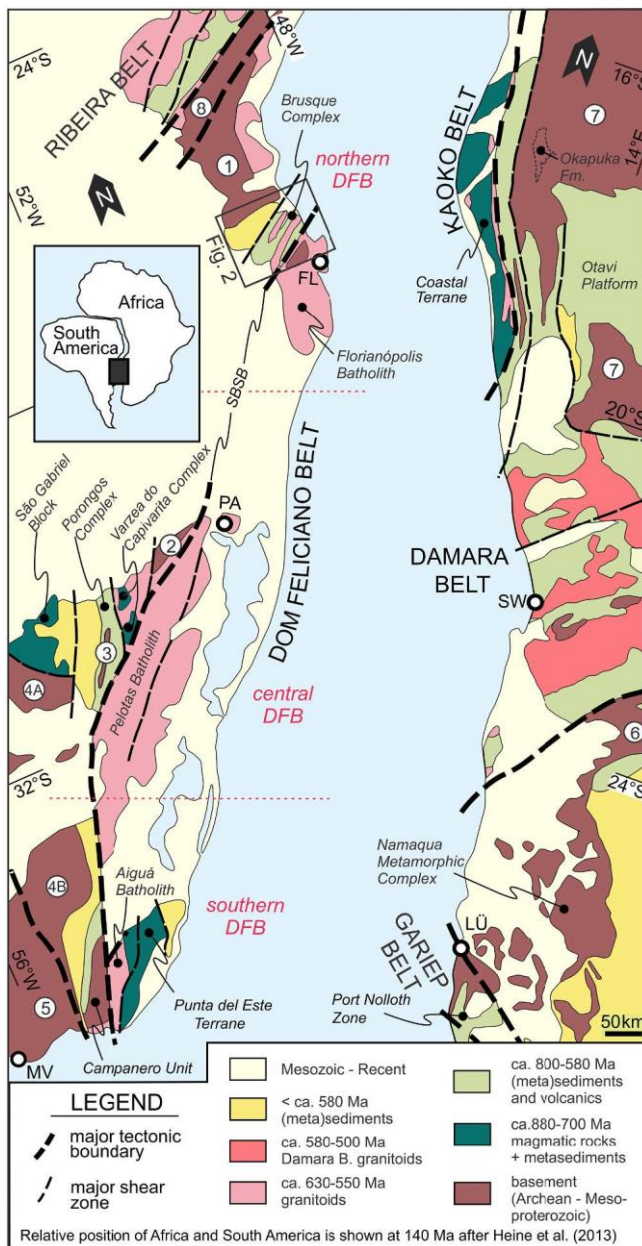 24°S
48°W
RIBEIRA BELT
N
8
1
Brusque
Complex
northern
DFB
52°W
Fig. 2
FL
Florianópolis
Batholith
Africa
South
America
SBSB
São Gabriel
Block
Porongos
Complex
Varzea do
Capivarita Complex
PA
2
3
4A
Pelotas Batholith
DOM FELICIANO BELT
central
DFB
32°S
4B
Aiguá
Batholith
southern
DFB
56°W
5
Punta del Este
Terrane
MV
Campanero Unit
KAOKO BELT
N
16°S
7
14°E
Okapuka
Fm.
Coastal
Terrane
Otavi
Platform
7
20°S
DAMARA
BELT
SW
6
24°S
Namaqua
Metamorphic
Complex
GARIEP
BELT
LÜ
Port Nolloth
Zone
50km
LEGEND
major tectonic
boundary
major shear
zone
Mesozoic - Recent
< ca. 580 Ma
(meta)sediments
ca. 580-500 Ma
Damara B. granitoids
ca. 630-550 Ma
granitoids
ca. 800-580 Ma
(meta)sediments
and volcanics
ca.880-700 Ma
magmatic rocks
+ metasediments
basement
(Archean - Meso-
proterozoic)
Relative position of Africa and South America is shown at 140 Ma after Heine et al. (2013)